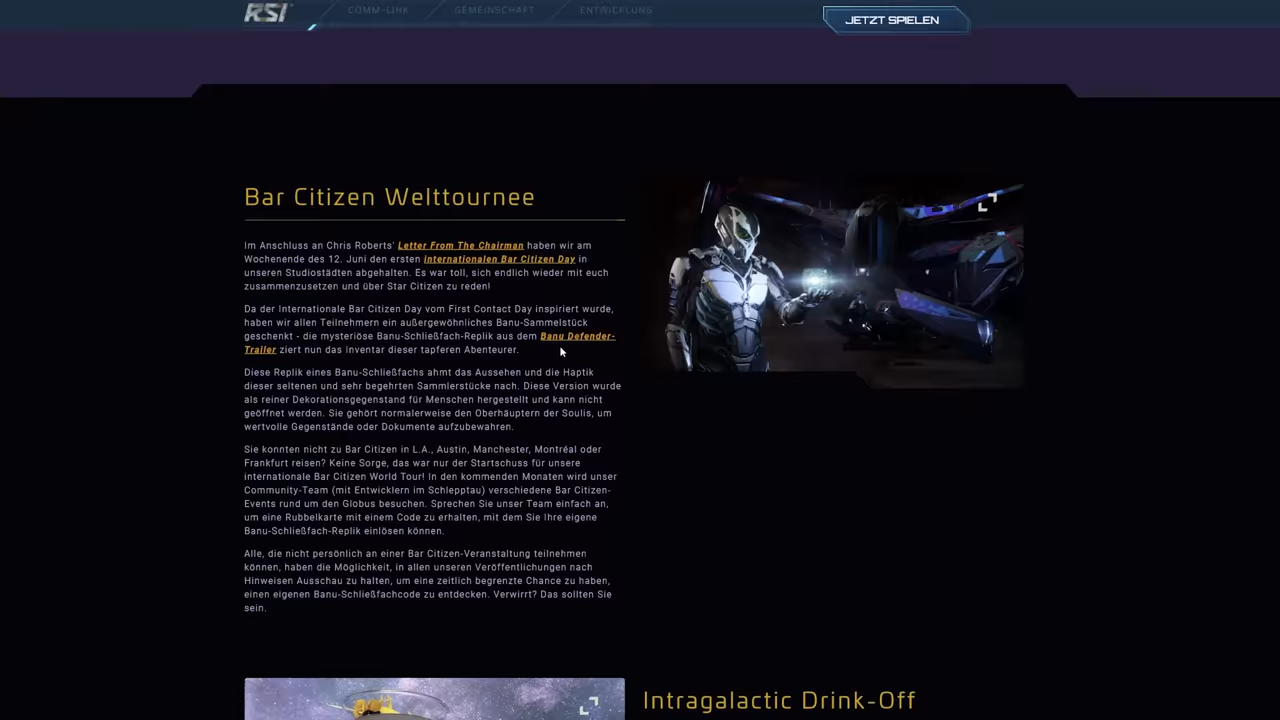 RSI
COMM-LINK
GEMEINSCHAFT
ENTWICKLUNG
JETZT SPIELEN
Bar Citizen Welttournee
Im Anschluss an Chris Roberts' Letter From The Chairman haben wir am
Wochenende des 12. Juni den ersten Internationalen Bar Citizen Day in
unseren Studiostädten abgehalten. Es war toll, sich endlich wieder mit euch
zusammenzusetzen und über Star Citizen zu reden!
Da der Internationale Bar Citizen Day vom First Contact Day inspiriert wurde,
haben wir allen Teilnehmern ein außergewöhnliches Banu-Sammelstück
geschenkt - die mysteriöse Banu-Schließfach-Replik aus dem Banu Defender-
Trailer ziert nun das Inventar dieser tapferen Abenteurer.
Diese Replik eines Banu-Schließfachs ahmt das Aussehen und die Haptik
dieser seltenen und sehr begehrten Sammlerstücke nach. Diese Version wurde
als reiner Dekorationsgegenstand für Menschen hergestellt und kann nicht
geöffnet werden. Sie gehört normalerweise den Oberhäuptern der Soulis, um
wertvolle Gegenstände oder Dokumente aufzubewahren.
Sie konnten nicht zu Bar Citizen in L.A., Austin, Manchester, Montréal oder
Frankfurt reisen? Keine Sorge, das war nur der Startschuss für unsere
internationale Bar Citizen World Tour! In den kommenden Monaten wird unser
Community-Team (mit Entwicklern im Schlepptau) verschiedene Bar Citizen-
Events rund um den Globus besuchen. Sprechen Sie unser Team einfach an,
um eine Rubbelkarte mit einem Code zu erhalten, mit dem Sie Ihre eigene
Banu-Schließfach-Replik einlösen können.
Alle, die nicht persönlich an einer Bar Citizen-Veranstaltung teilnehmen
können, haben die Möglichkeit, in allen unseren Veröffentlichungen nach
Hinweisen Ausschau zu halten, um eine zeitlich begrenzte Chance zu haben,
einen eigenen Banu-Schließfachcode zu entdecken. Verwirrt? Das sollten Sie
sein.
Intragalactic Drink-Off